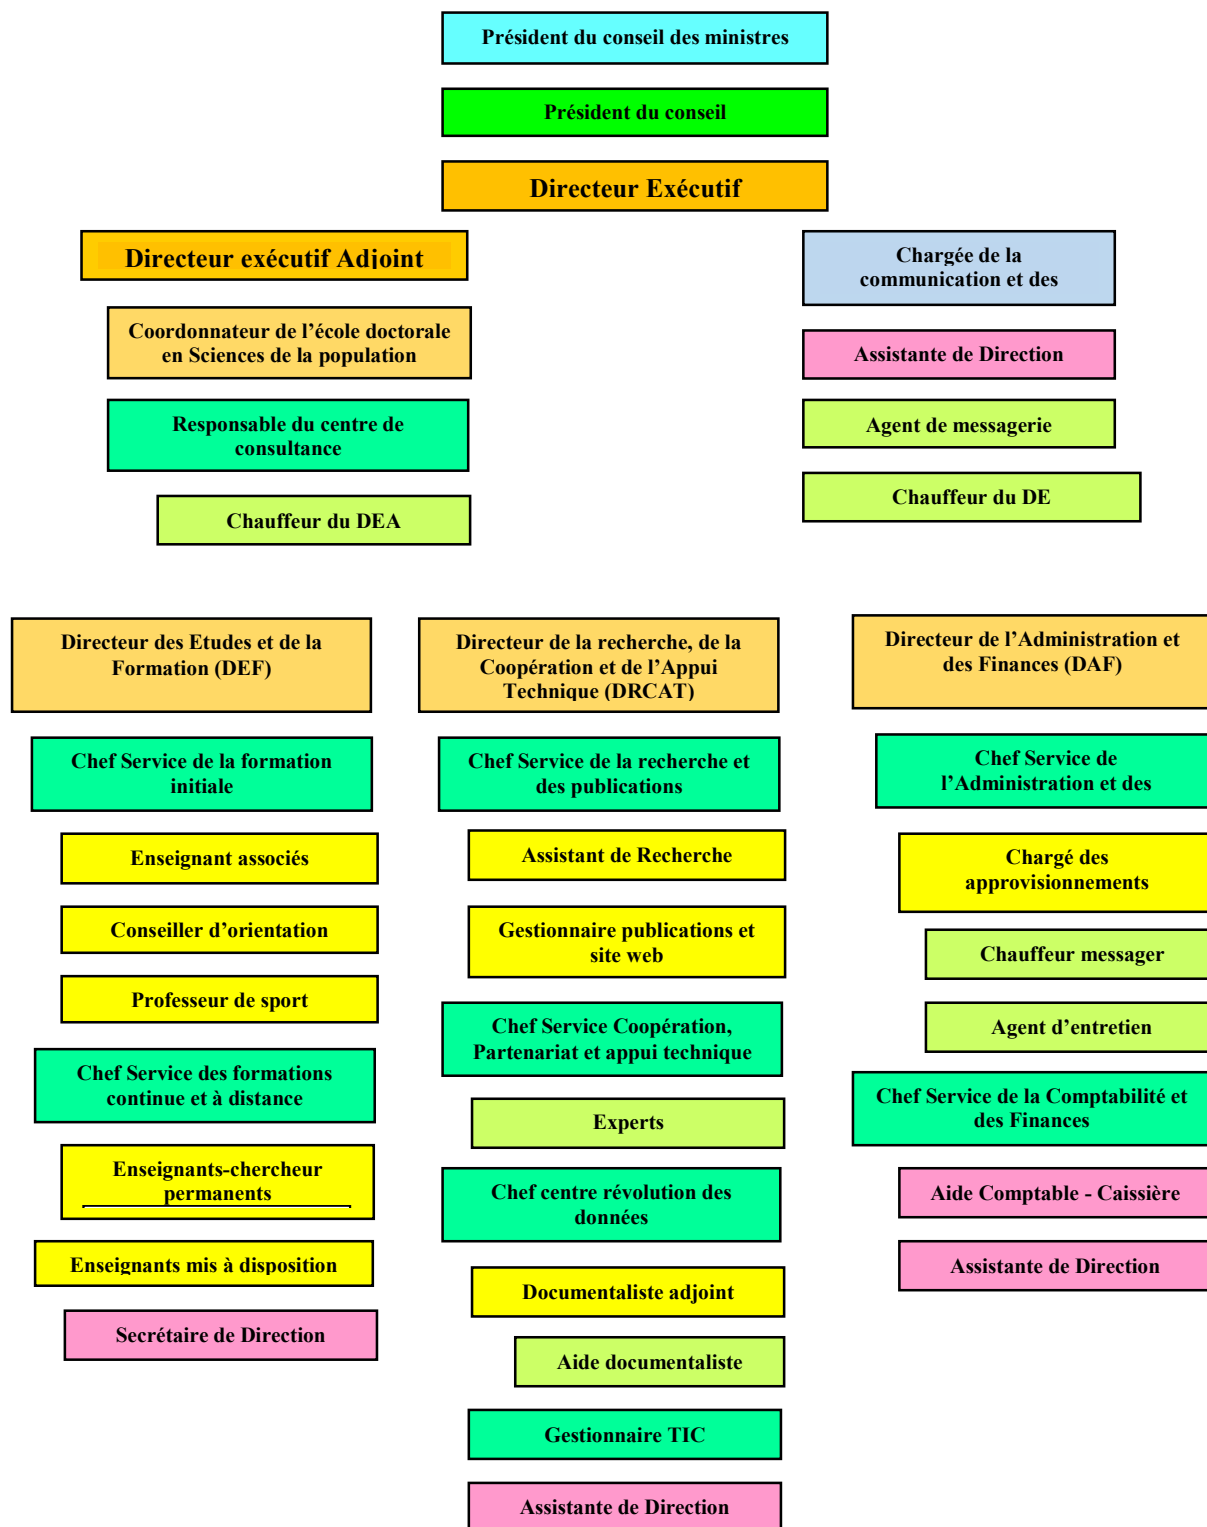 Président du conseil des ministres
Président du conseil
Directeur Exécutif
Directeur exécutif Adjoint
Coordonnateur de l’école doctorale
en Sciences de la population
Responsable du centre de
consultance
Chauffeur du DEA
Chargée de la
communication et des
Assistante de Direction
Agent de messagerie
Chauffeur du DE
Directeur des Etudes et de la
Formation (DEF)
Chef Service de la formation
initiale
Enseignant associés
Conseiller d’orientation
Professeur de sport
Chef Service des formations
continue et à distance
Enseignants-chercheur
permanents
Enseignants mis à disposition
Secrétaire de Direction
Directeur de la recherche, de la
Coopération et de l’Appui
Technique (DRCAT)
Chef Service de la recherche et
des publications
Assistant de Recherche
Gestionnaire publications et
site web
Chef Service Coopération,
Partenariat et appui technique
Experts
Chef centre révolution des
données
Documentaliste adjoint
Aide documentaliste
Gestionnaire TIC
Assistante de Direction
Directeur de l’Administration et
des Finances (DAF)
Chef Service de
l’Administration et des
Chargé des
approvisionnements
Chauffeur messager
Agent d’entretien
Chef Service de la Comptabilité et
des Finances
Aide Comptable - Caissière
Assistante de Direction